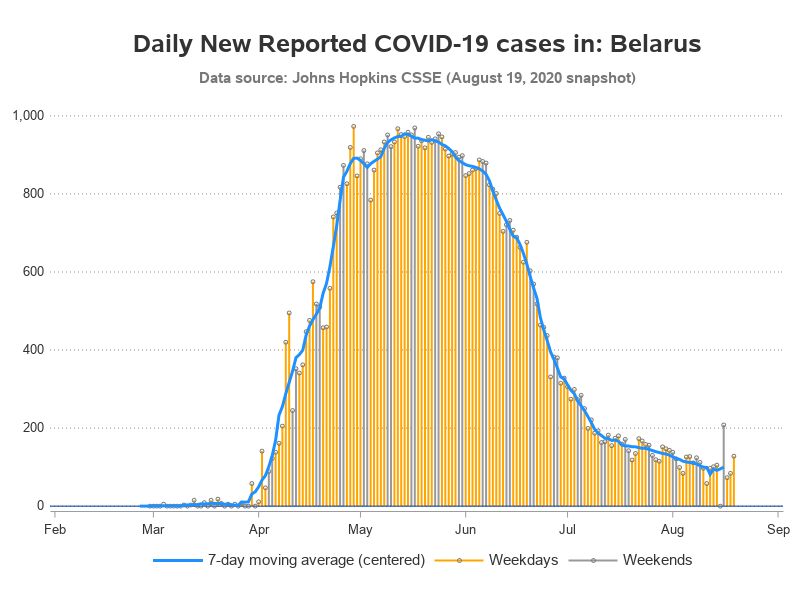 Daily New Reported COVID-19 cases in: Belarus
Data source: Johns Hopkins CSSE (August 19, 2020 snapshot)
1,000
800
600
400
200
0
Feb Mar Apr May Jun Jul Aug Sep
7-day moving average (centered) Weekdays Weekends